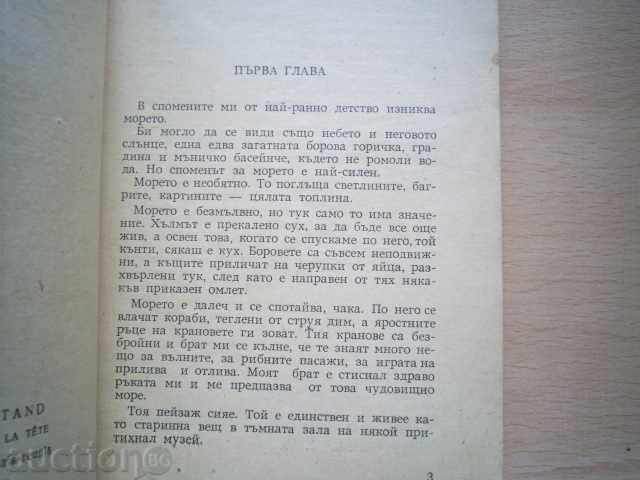 ПЪРВА ГЛАВА
В спомените ми от най-ранно детство изниква
морето.
Би могло да се види също небето и неговото
слънце, една едва загатната борова горичка, гра-
дина и мъничко басейнче, където не ромоли во-
да. Но споменът за морето е най-силен.
Морето е необятно. То поглъща светлините, баг-
рите, картините — цялата топлина.
Морето е безмълвно, но тук само то има значе-
ние. Хълмът е прекалено сух, за да бъде все още
жив, а освен това, когато се спускаме по него, той
кънти, сякаш е кух. Боровете са съвсем неподвиж-
ни, а къщите приличат на черупки от яйца, раз-
хвърлени тук, след като е направен от тях няка-
къв приказен омлет.
Морето е далеч и се спотайва, чака. По него се
влачат кораби, теглени от струя дим, а яростните
ръце на крановете ги зоват. Тия кранове са без-
бройни и брат ми се кълне, че те знаят много не-
що за вълните, за рибните пасажи, за играта на
прилива и отлива. Моят брат е стиснал здраво
ръката ми и ме предпазва от това чудовищно
море.
Тоя пейзаж сияе. Той е единствен и живее ка-
то старинна вещ в тъмната зала на някой при-
тихнал музей.
3
TAND
LA TÊTE
auction.bg